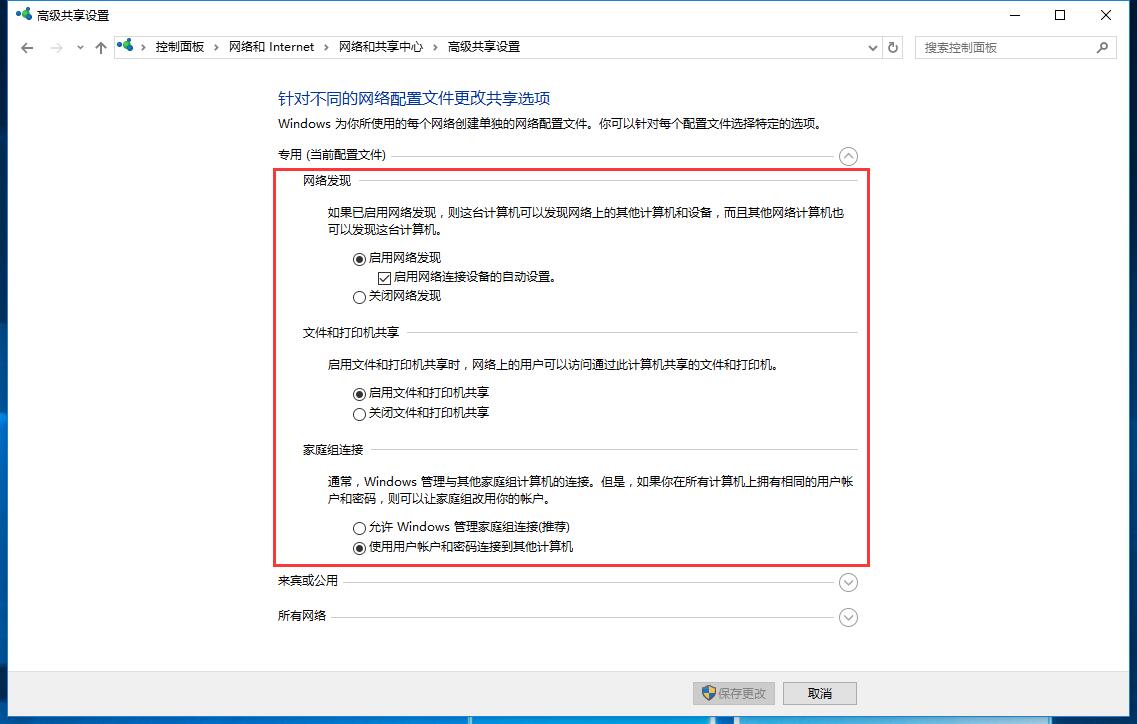 高级共享设置
控制面板 › 网络和 Internet › 网络和共享中心 › 高级共享设置
搜索控制面板
针对不同的网络配置文件更改共享选项
Windows 为你所使用的每个网络创建单独的网络配置文件。你可以针对每个配置文件选择特定的选项。
专用 (当前配置文件)
网络发现
如果已启用网络发现，则这台计算机可以发现网络上的其他计算机和设备，而且其他网络计算机也
可以发现这台计算机。
启用网络发现
启用网络连接设备的自动设置。
关闭网络发现
文件和打印机共享
启用文件和打印机共享时，网络上的用户可以访问通过此计算机共享的文件和打印机。
启用文件和打印机共享
关闭文件和打印机共享
家庭组连接
通常，Windows 管理与其他家庭组计算机的连接。但是，如果你在所有计算机上拥有相同的用户帐
户和密码，则可以让家庭组改用你的帐户。
允许 Windows 管理家庭组连接(推荐)
使用用户帐户和密码连接到其他计算机
来宾或公用
所有网络
保存更改
取消